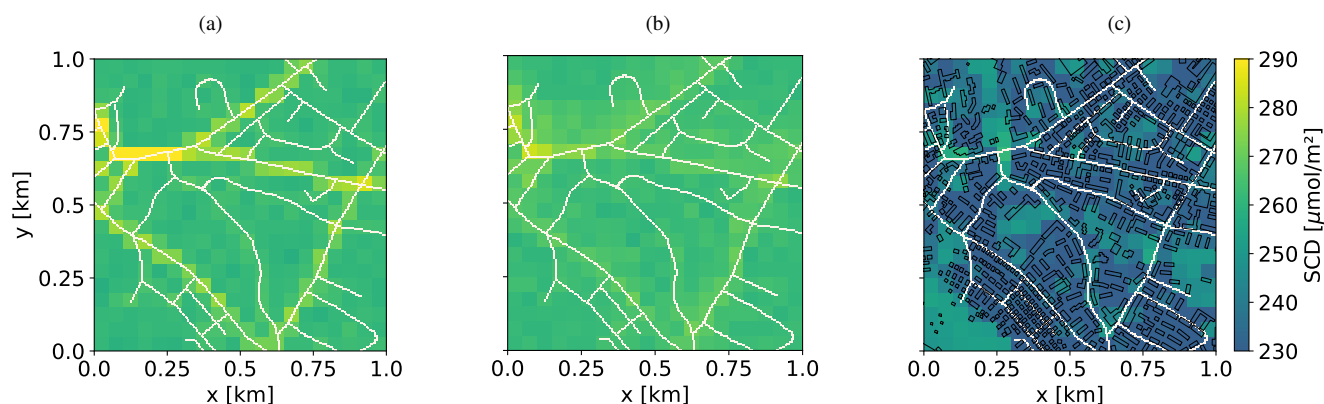 (a)
(b)
(c)
1.0
0.75
0.5
0.25
0.0
y [km]
0.0 0.25 0.5 0.75 1.0
x [km]
0.0 0.25 0.5 0.75 1.0
x [km]
0.0 0.25 0.5 0.75 1.0
x [km]
290
280
270
260
250
240
230
SCD [μmol/m²]